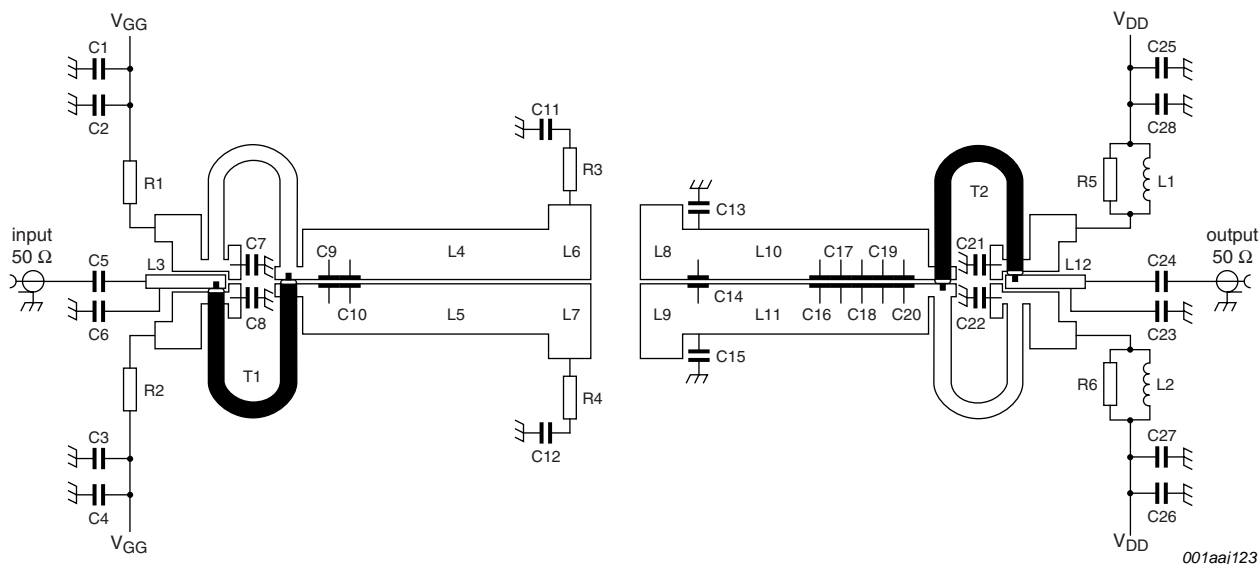 VGG
VDD
C1
C2
C25
C28
C11
R3
R1
R5
L1
T2
C13
input
50 Ω
output
50 Ω
C5
L3
C7
C9
L4
L6
L8
L10
C17
C19
C21
L12
C24
C6
C8
C10
L5
L7
L9
C14
L11
C16
C18
C20
C22
C23
C15
T1
R2
R4
R6
L2
C12
C3
C4
C27
C26
VGG
VDD
001aaj123